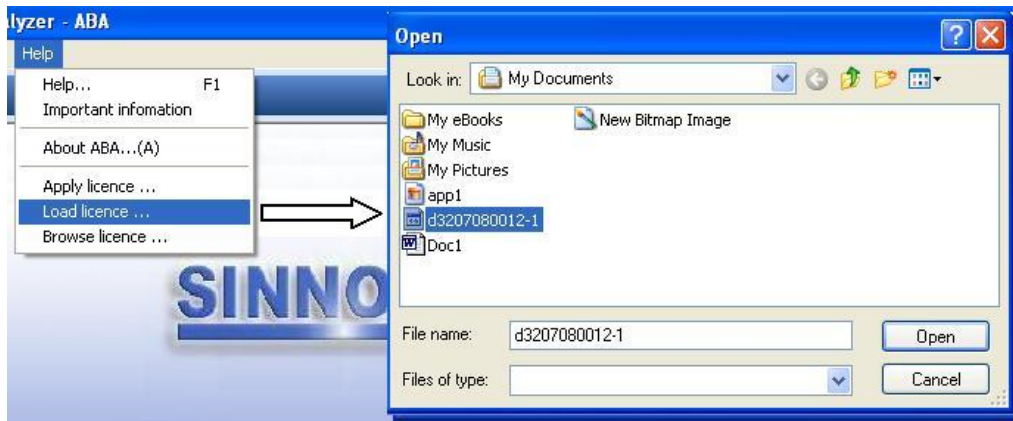 lyzer - ABA
Help
Help... F1
Important infomation
About ABA...(A)
Apply licence ...
Load licence ...
Browse licence ...
SINNO
Open
Look in: My Documents
My eBooks
My Music
My Pictures
app1
d3207080012-1
Doc1
New Bitmap Image
File name: d3207080012-1 Open
Files of type: Cancel